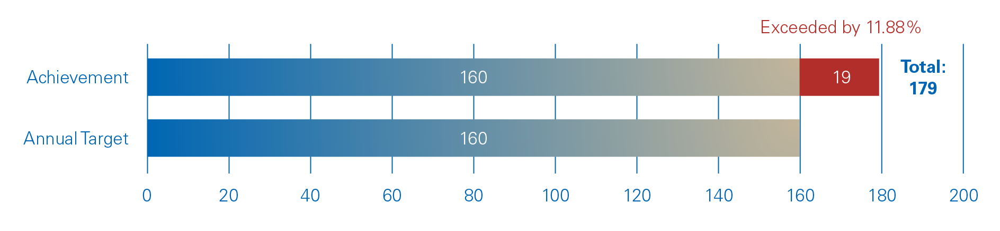 Exceeded by 11.88%
Achievement
160
19
Total:
179
Annual Target
160
0 20 40 60 80 100 120 140 160 180 200